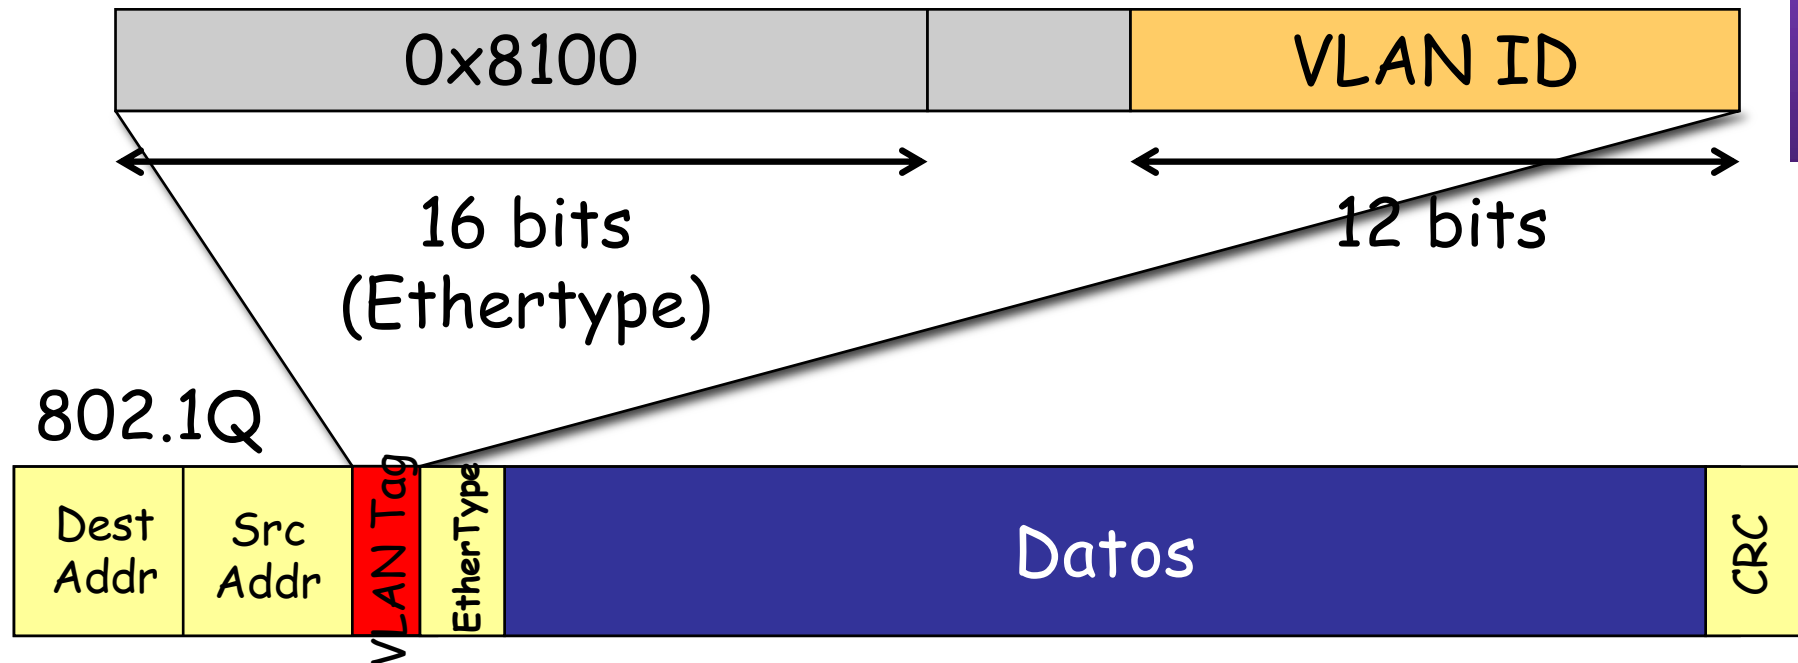 0x8100
VLAN ID
16 bits
(Ethertype)
12 bits
802.1Q
Dest
Addr
Src
Addr
VLAN Tag
EtherType
Datos
CRC